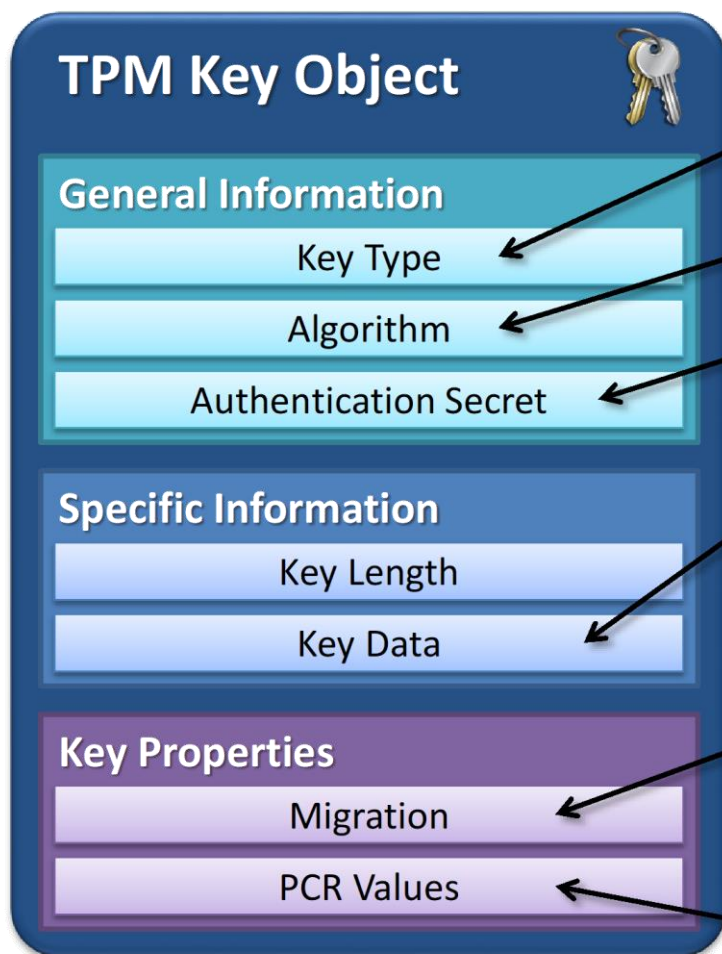 TPM Key Object
General Information
Key Type
Algorithm
Authentication Secret
Specific Information
Key Length
Key Data
Key Properties
Migration
PCR Values